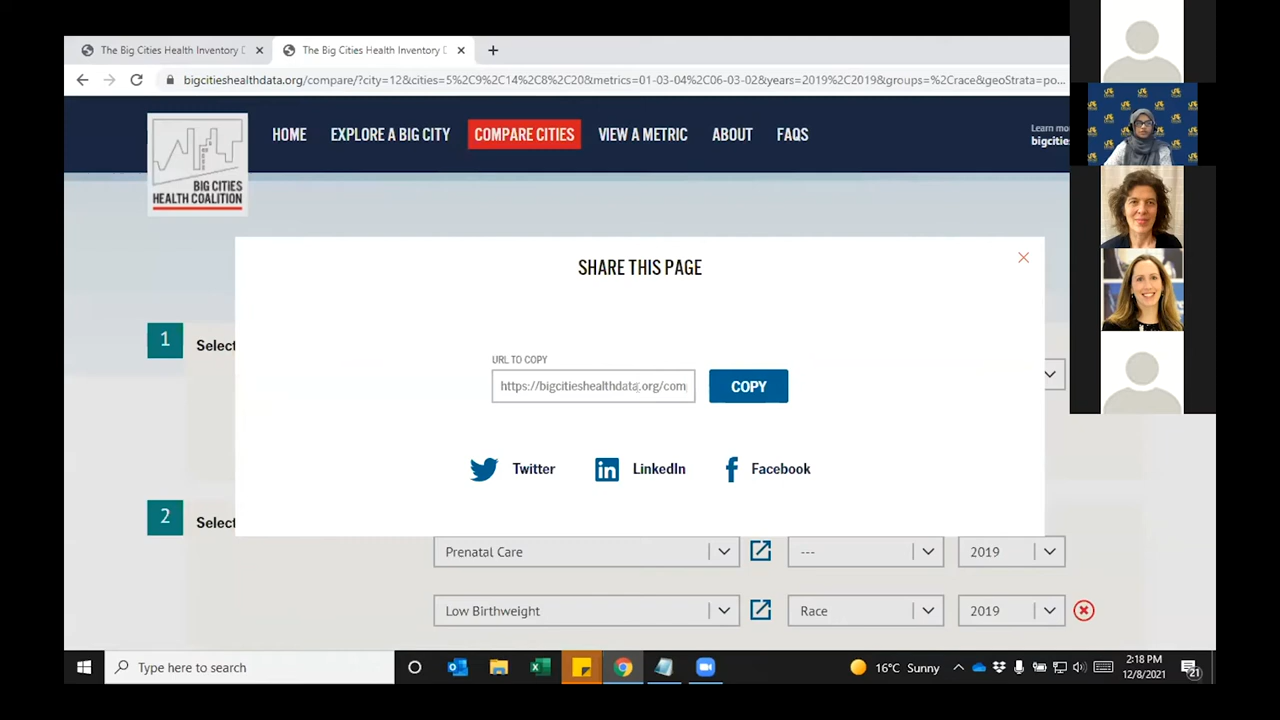 The Big Cities Health Inventory D
The Big Cities Health Inventory D
bigcitieshealthdata.org/compare/?city=12&cities=5%2C9%2C14%2C8%2C20&metrics=01-03-04%2C06-03-02&years=2019%2C2019&groups=%2Crace&geoStrata=po...
BIG CITIES
HEALTH COALITION
HOME EXPLORE A BIG CITY COMPARE CITIES VIEW A METRIC ABOUT FAQS
Learn mo
bigcitie
SHARE THIS PAGE
1 Select
URL TO COPY
https://bigcitieshealthdata.org/com COPY
Twitter LinkedIn Facebook
2 Select
Prenatal Care --- 2019
Low Birthweight Race 2019
Type here to search
16°C Sunny
2:18 PM
12/8/2021
21